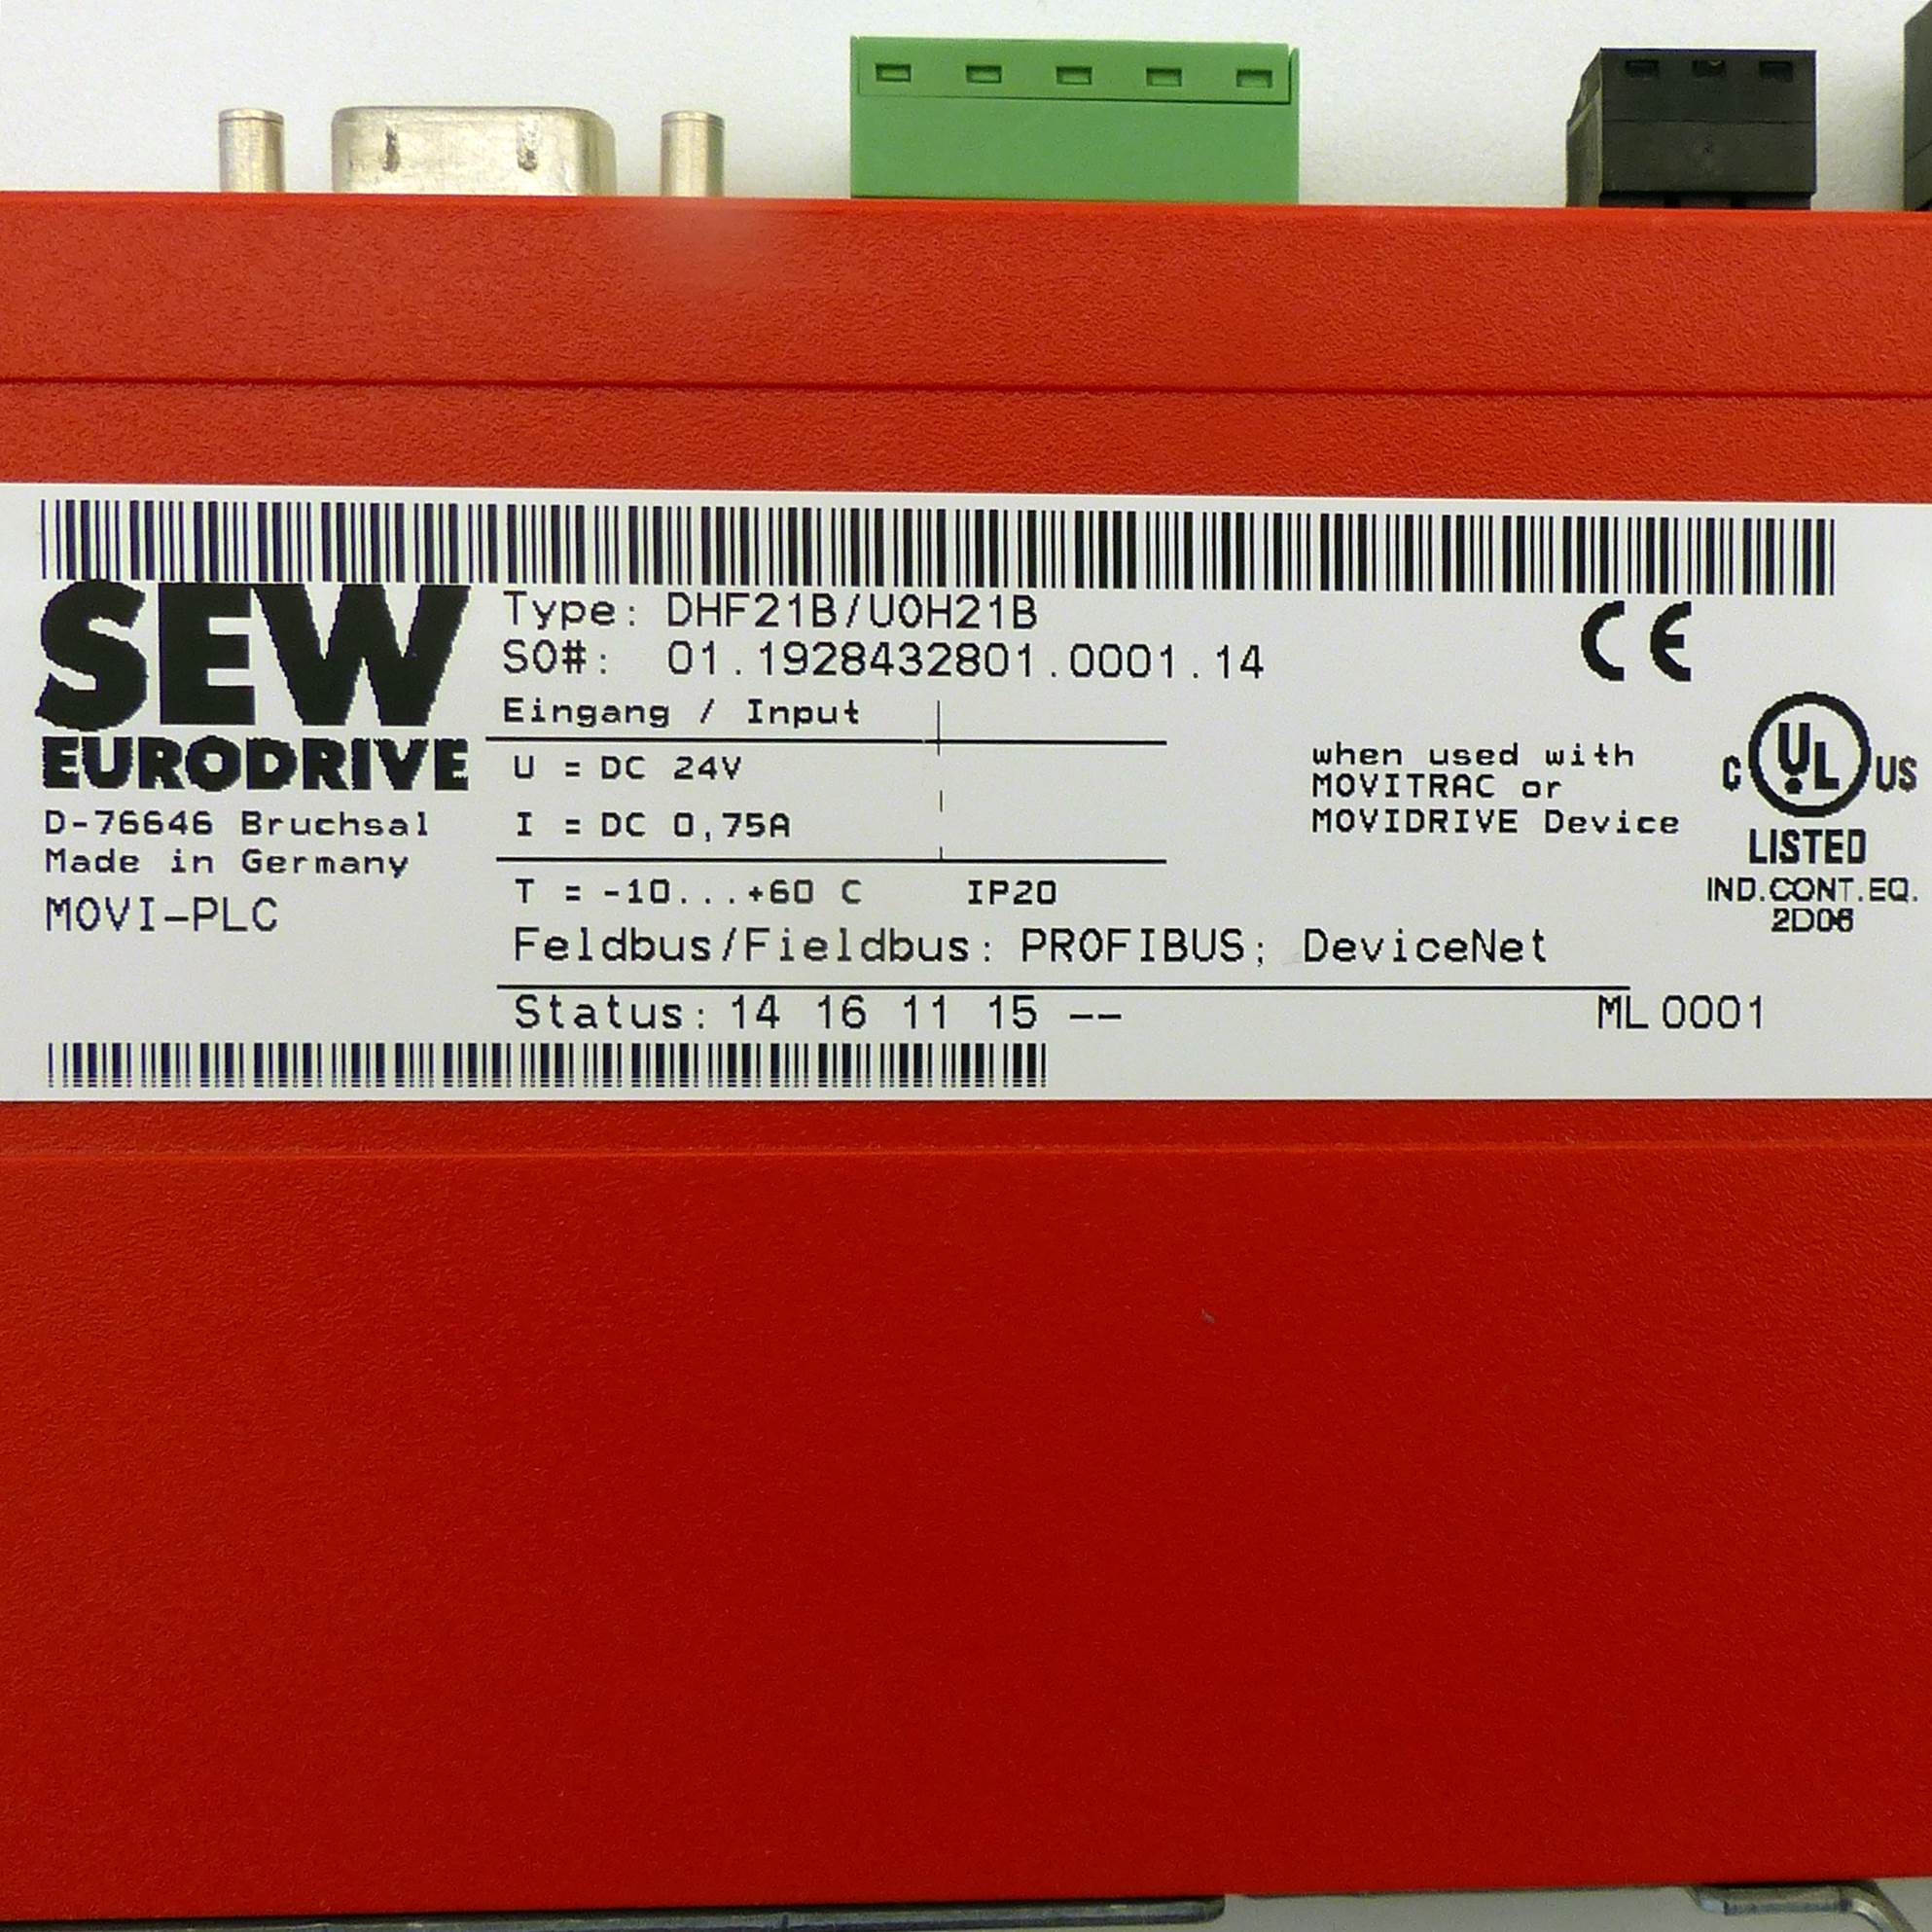 SEW
EURODRIVE
D-76646 Bruchsal
Made in Germany
MOVI-PLC
Type: DHF21B/UOH21B
SO#: 01.1928432801.0001.14
Eingang / Input
U = DC 24V
I = DC 0,75A
T = -10...+60 C IP20
Feldbus/Fieldbus: PROFIBUS; DeviceNet
Status: 14 16 11 15 -- ML 0001
CE
when used with
MOVITRAC or
MOVIDRIVE Device
C UL US
LISTED
IND.CONT.EQ.
2D06